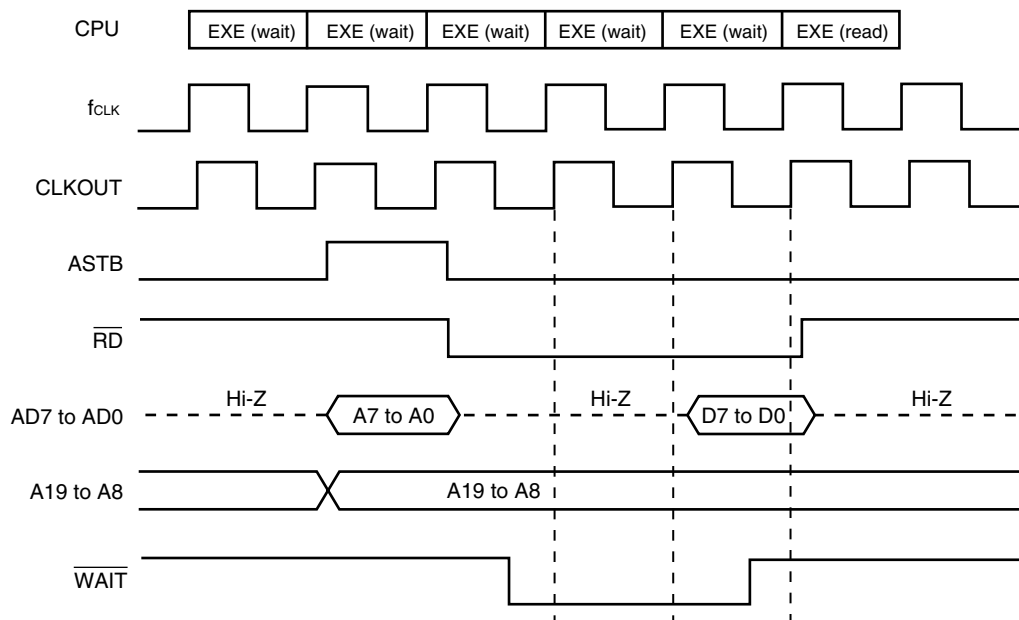 CPU EXE (wait) EXE (wait) EXE (wait) EXE (wait) EXE (wait) EXE (read)
fCLK
CLKOUT
ASTB
RD
Hi-Z Hi-Z Hi-Z
AD7 to AD0 A7 to A0 D7 to D0
A19 to A8 A19 to A8
WAIT